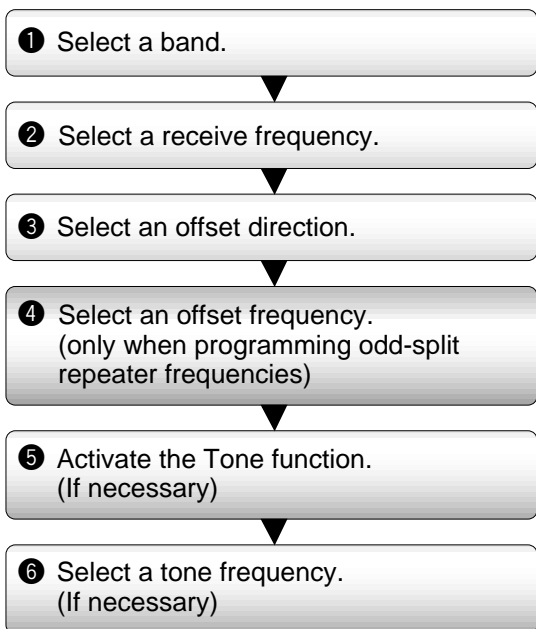 ❶ Select a band.
❷ Select a receive frequency.
❸ Select an offset direction.
❹ Select an offset frequency.
(only when programming odd-split
repeater frequencies)
❺ Activate the Tone function.
(If necessary)
❻ Select a tone frequency.
(If necessary)